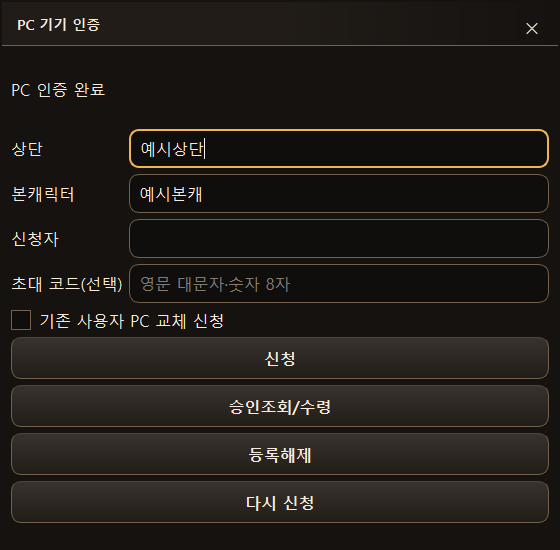 PC 기기 인증
PC 인증 완료
상단 예시상단
본캐릭터 예시본캐
신청자
초대 코드(선택) 영문 대문자·숫자 8자
기존 사용자 PC 교체 신청
신청
승인조회/수령
등록해제
다시 신청